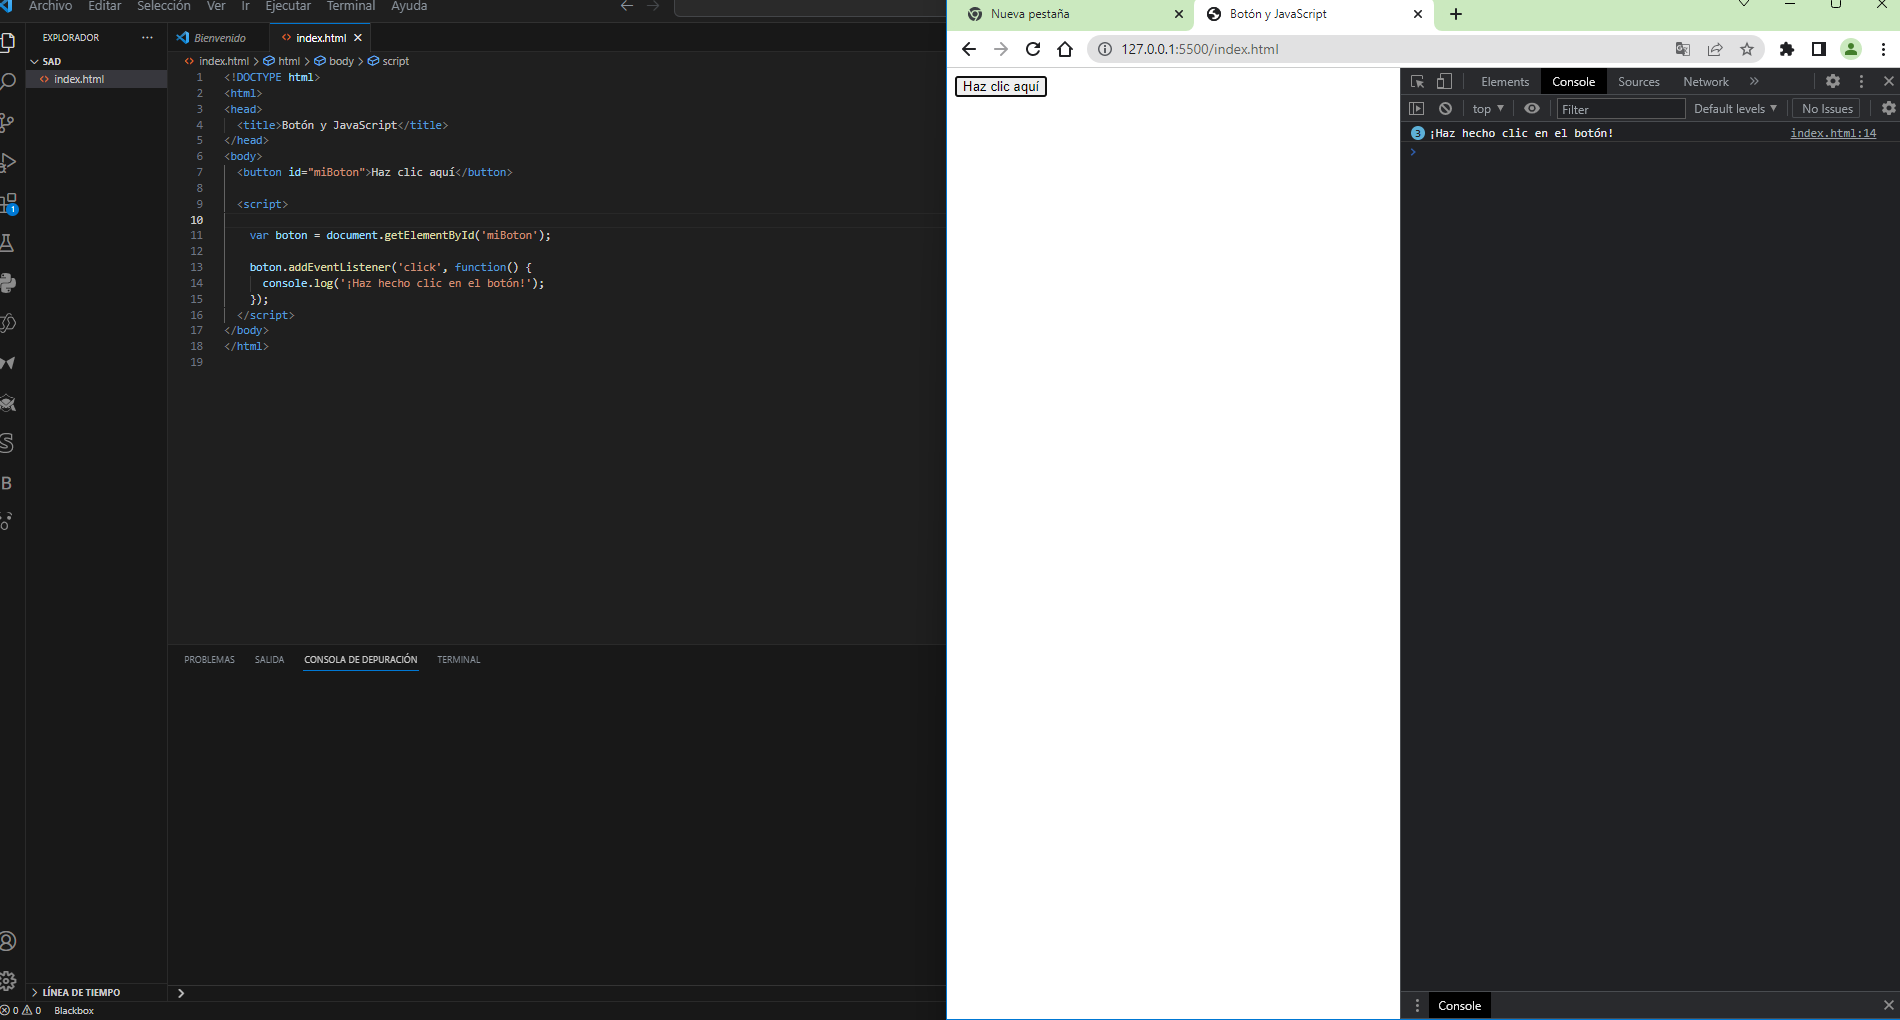 Archivo Editar Selección Ver Ir Ejecutar Terminal Ayuda
EXPLORADOR
SAD
index.html
1
Bienvenido
index.html
index.html > html > body > script
1 <!DOCTYPE html>
2 <html>
3 <head>
4 <title>Botón y JavaScript</title>
5 </head>
6 <body>
7 <button id="miBoton">Haz clic aquí</button>
8
9 <script>
10
11 var boton = document.getElementById('miBoton');
12
13 boton.addEventListener('click', function() {
14 console.log('¡Haz hecho clic en el botón!');
15 });
16 </script>
17 </body>
18 </html>
19
PROBLEMAS SALIDA CONSOLA DE DEPURACIÓN TERMINAL
LÍNEA DE TIEMPO
0 0 Blackbox
Nueva pestaña
Botón y JavaScript
127.0.0.1:5500/index.html
Haz clic aquí
Elements Console Sources Network
top Filter Default levels No Issues
3 ¡Haz hecho clic en el botón! index.html:14
Console